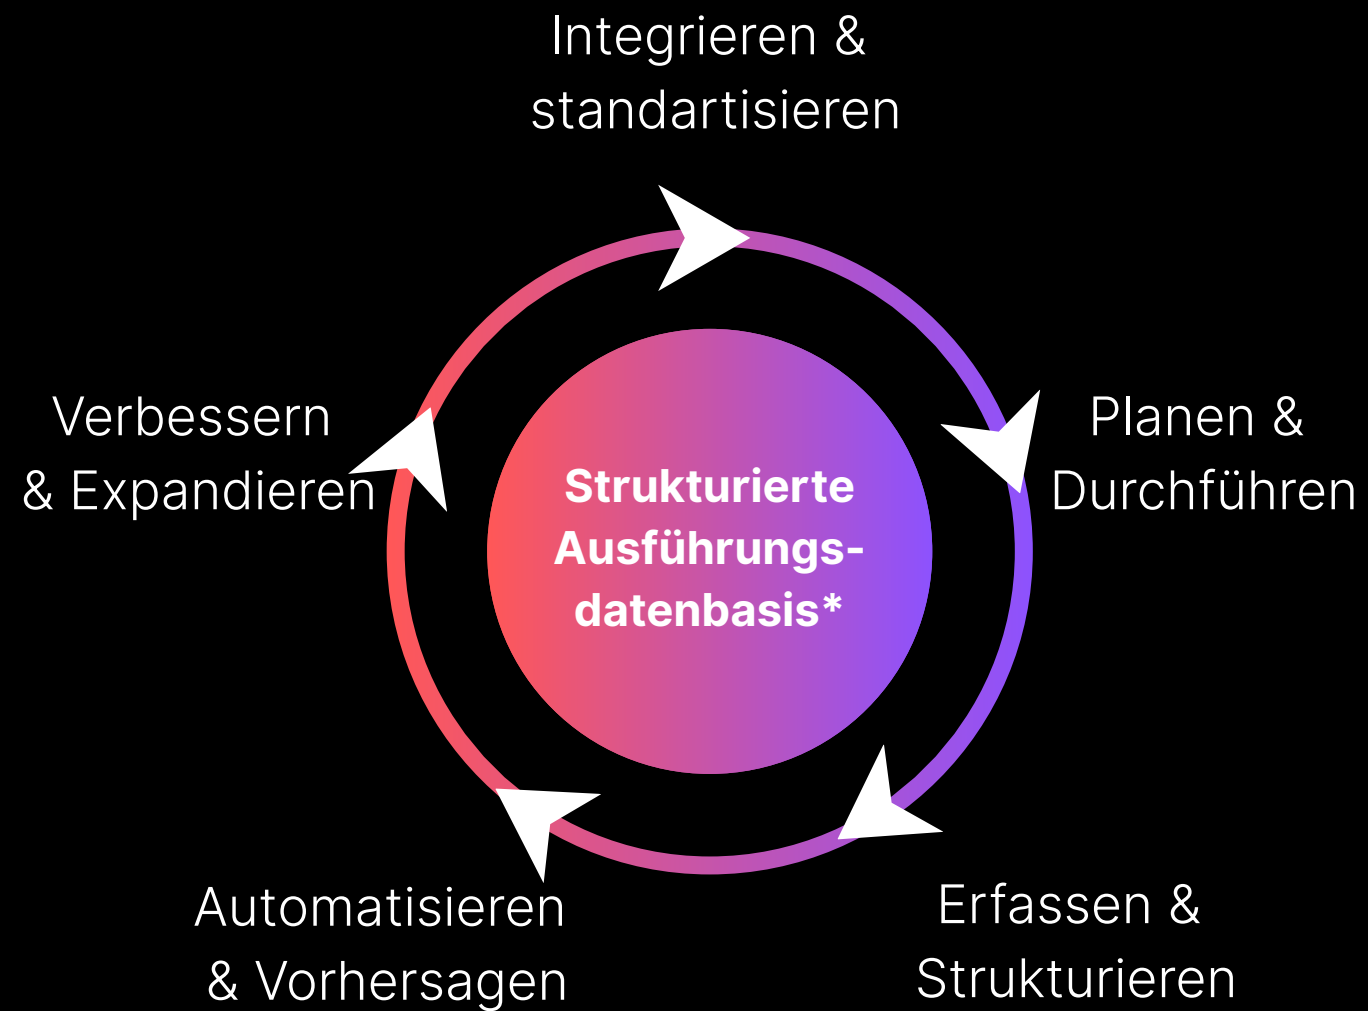 Integrieren &
standartisieren
Planen &
Durchführen
Erfassen &
Strukturieren
Automatisieren
& Vorhersagen
Verbessern
& Expandieren
Strukturierte
Ausführungs-
datenbasis*